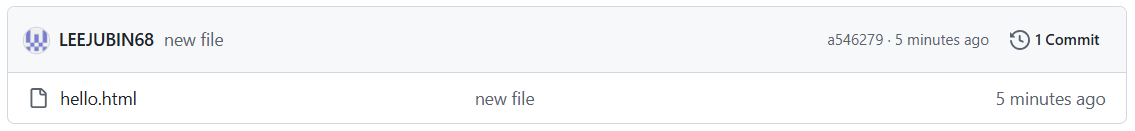 LEEJUBIN68 new file a546279 · 5 minutes ago 1 Commit
hello.html new file 5 minutes ago